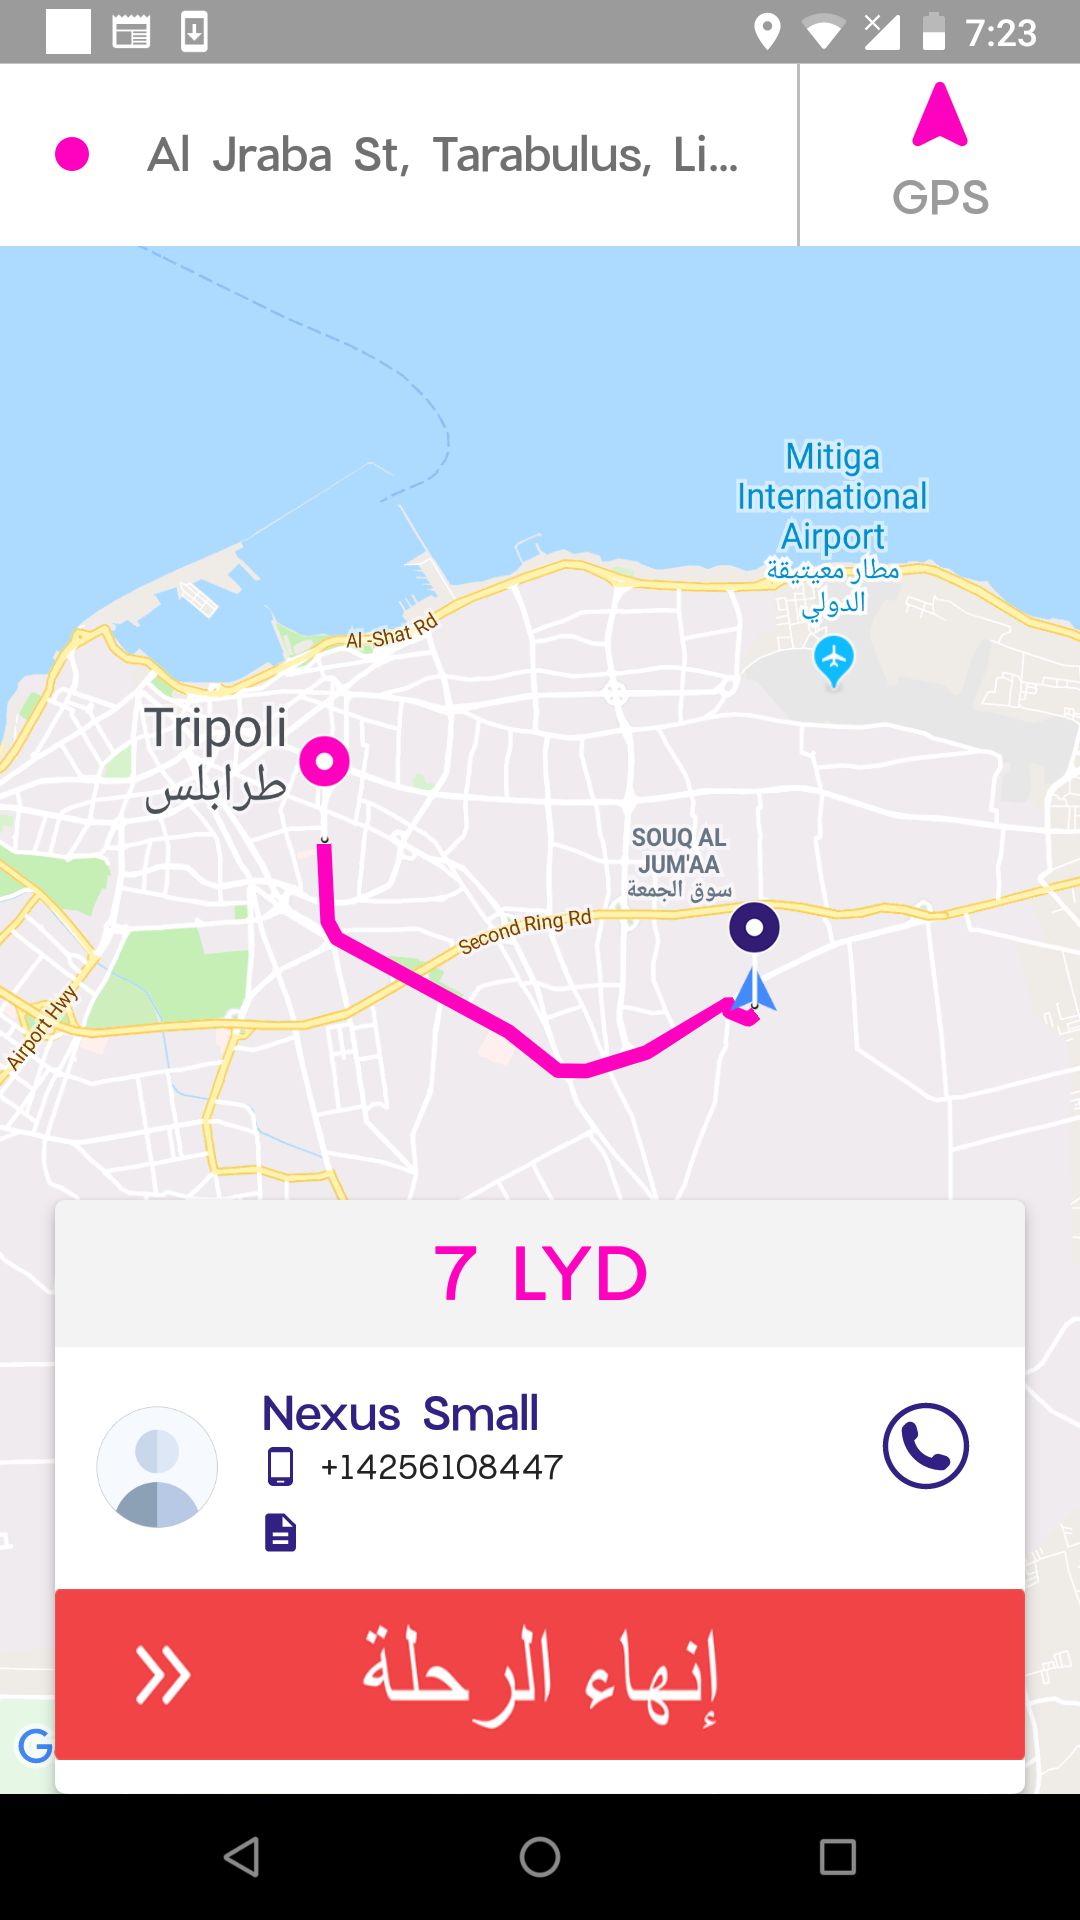 7:23
Al Jraba St, Tarabulus, Li...
GPS
Mitiga
International
Airport
مطار معيتيقة
الدولي
Al-Shat Rd
Tripoli
طرابلس
SOUQ AL
JUM'AA
سوق الجمعة
Second Ring Rd
Airport Hwy
7 LYD
Nexus Small
+14256108447
إنهاء الرحلة
G